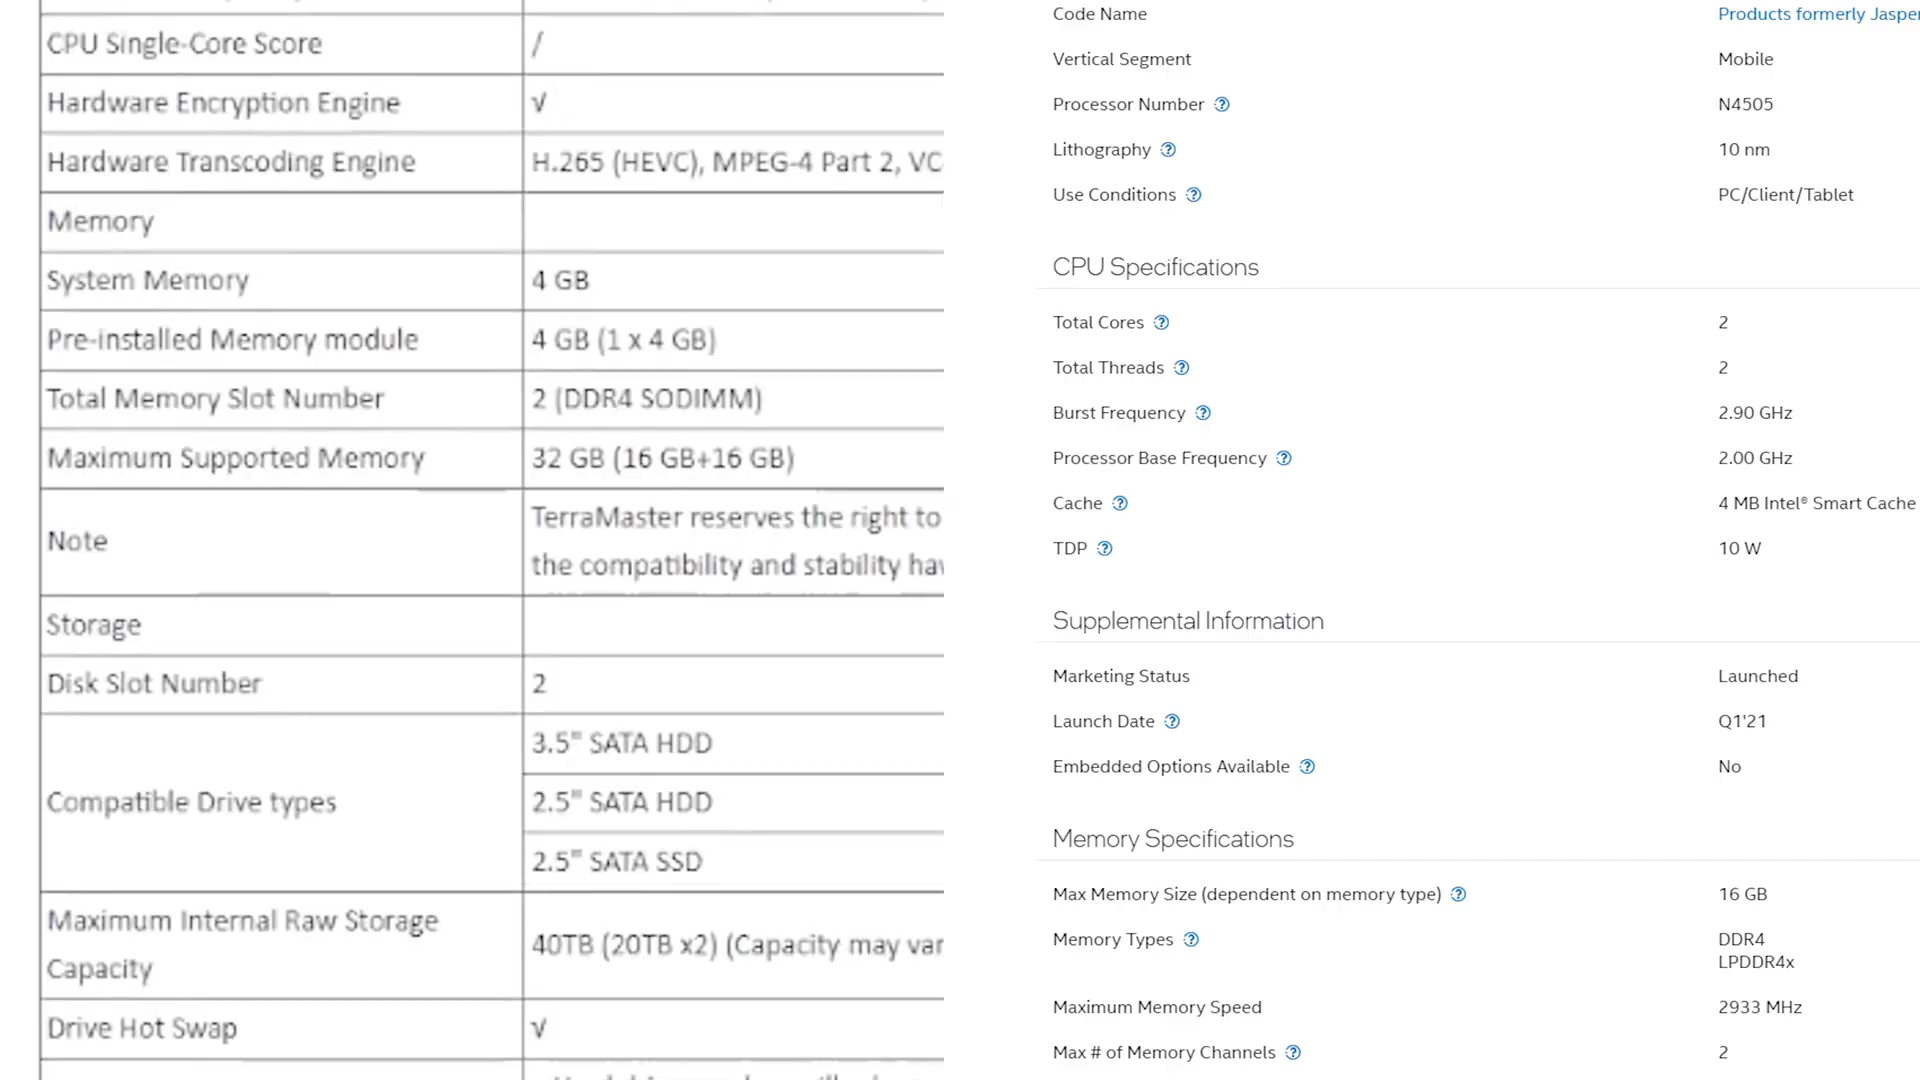 CPU Single-Core Score /
Hardware Encryption Engine √
Hardware Transcoding Engine H.265 (HEVC), MPEG-4 Part 2, VC
Memory
System Memory 4 GB
Pre-installed Memory module 4 GB (1 x 4 GB)
Total Memory Slot Number 2 (DDR4 SODIMM)
Maximum Supported Memory 32 GB (16 GB+16 GB)
Note
TerraMaster reserves the right to
the compatibility and stability
Storage
Disk Slot Number 2
Compatible Drive types
3.5" SATA HDD
2.5" SATA HDD
2.5" SATA SSD
Maximum Internal Raw Storage
Capacity
40TB (20TB x2) (Capacity may
Drive Hot Swap √
Code Name Products formerly Jasper
Vertical Segment Mobile
Processor Number N4505
Lithography 10 nm
Use Conditions PC/Client/Tablet
CPU Specifications
Total Cores 2
Total Threads 2
Burst Frequency 2.90 GHz
Processor Base Frequency 2.00 GHz
Cache 4 MB Intel® Smart Cache
TDP 10 W
Supplemental Information
Marketing Status Launched
Launch Date Q1'21
Embedded Options Available No
Memory Specifications
Max Memory Size (dependent on memory type) 16 GB
Memory Types DDR4
LPDDR4x
Maximum Memory Speed 2933 MHz
Max # of Memory Channels 2